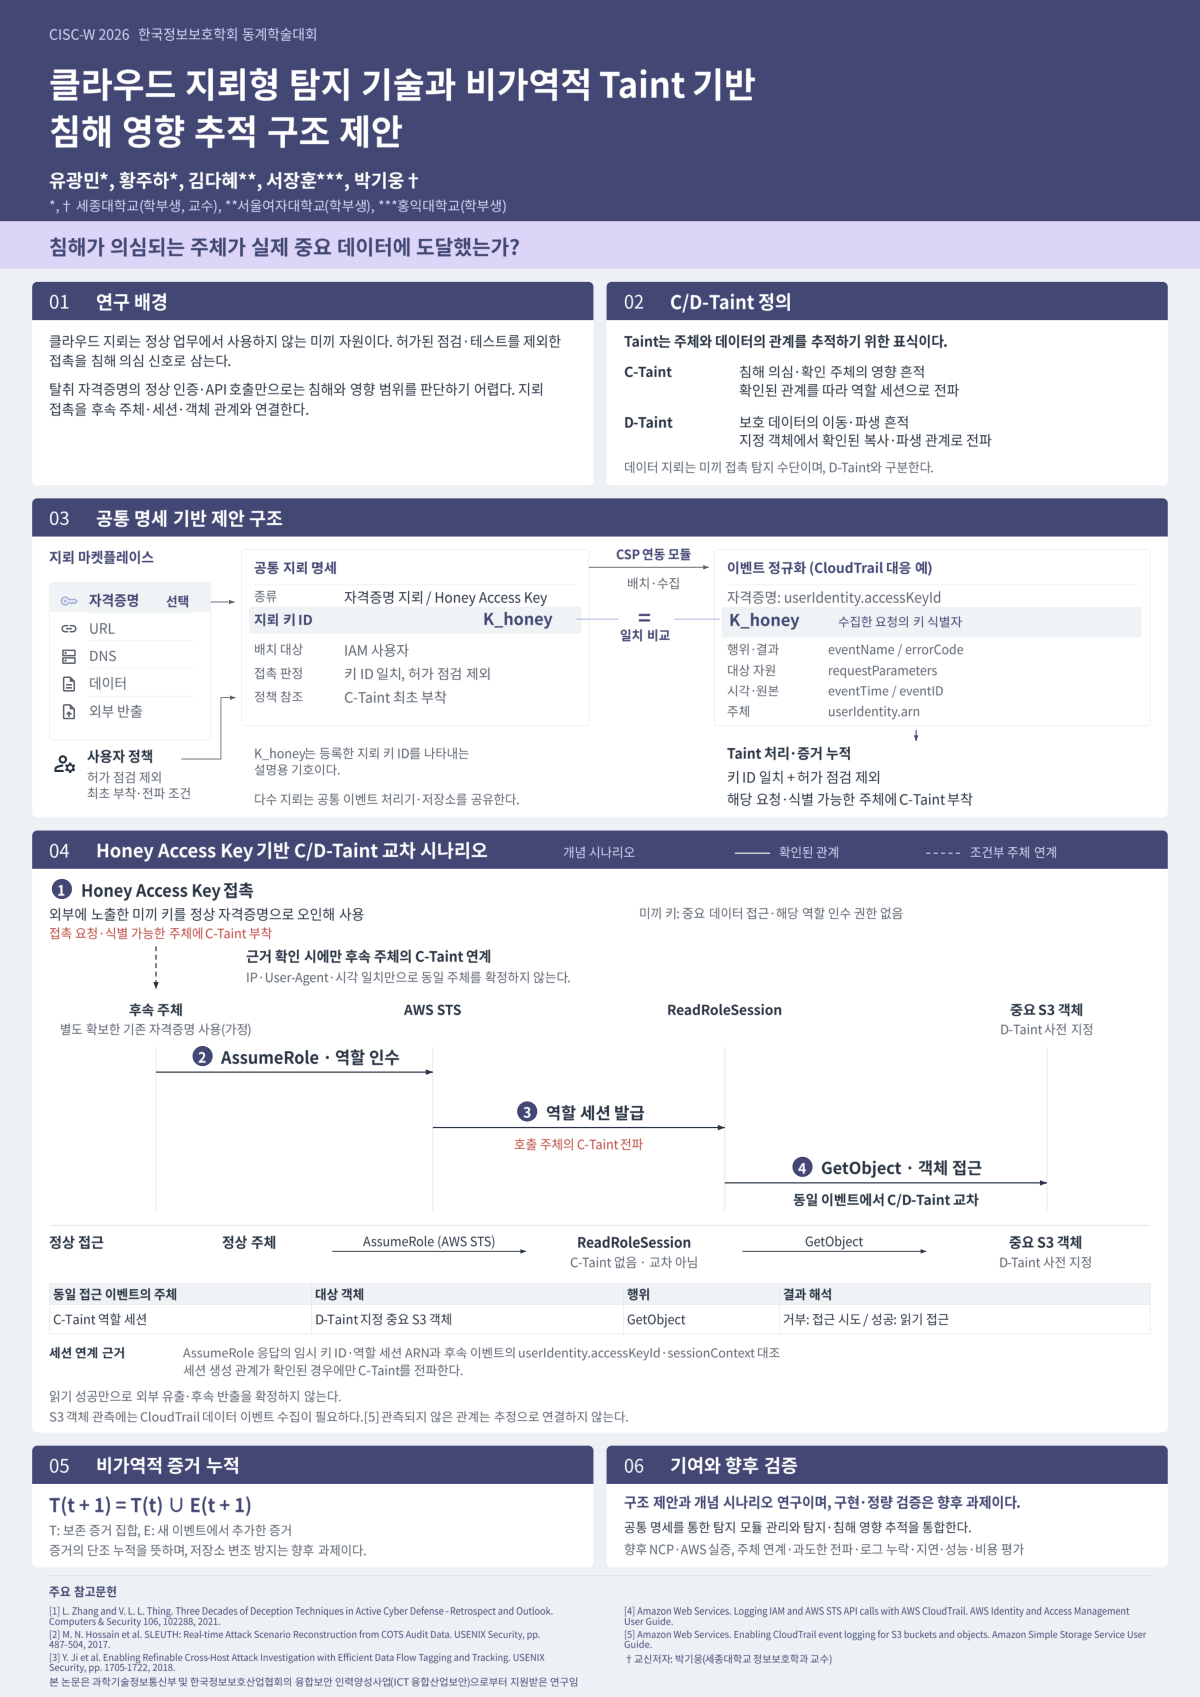 CISC-W 2026 한국정보보호학회 동계학술대회
클라우드 지뢰형 탐지 기술과 비가역적 Taint 기반
침해 영향 추적 구조 제안
유광민*, 황주하*, 김다혜**, 서장훈***, 박기웅†
*,† 세종대학교(학부생, 교수), **서울여자대학교(학부생), ***홍익대학교(학부생)
침해가 의심되는 주체가 실제 중요 데이터에 도달했는가?
01 연구 배경
클라우드 지뢰는 정상 업무에서 사용하지 않는 미끼 자원이다. 허가된 점검·테스트를 제외한
접촉을 침해 의심 신호로 삼는다.
탈취 자격증명의 정상 인증·API 호출만으로는 침해와 영향 범위를 판단하기 어렵다. 지뢰
접촉을 후속 주체·세션·객체 관계와 연결한다.
02 C/D-Taint 정의
Taint는 주체와 데이터의 관계를 추적하기 위한 표식이다.
C-Taint 침해 의심·확인 주체의 영향 흔적
확인된 관계를 따라 역할 세션으로 전파
D-Taint 보호 데이터의 이동·파생 흔적
지정 객체에서 확인된 복사·파생 관계로 전파
데이터 지뢰는 미끼 접촉 탐지 수단이며, D-Taint와 구분한다.
03 공통 명세 기반 제안 구조
지뢰 마켓플레이스
자격증명 선택
URL
DNS
데이터
외부 반출
사용자 정책
허가 점검 제외
최초 부착·전파 조건
공통 지뢰 명세
종류 자격증명 지뢰 / Honey Access Key
지뢰 키 ID K_honey
배치 대상 IAM 사용자
접촉 판정 키 ID 일치, 허가 점검 제외
정책 참조 C-Taint 최초 부착
K_honey는 등록한 지뢰 키 ID를 나타내는
설명용 기호이다.
다수 지뢰는 공통 이벤트 처리기·저장소를 공유한다.
CSP 연동 모듈
배치·수집
=
일치 비교
이벤트 정규화 (CloudTrail 대응 예)
자격증명: userIdentity.accessKeyId
K_honey 수집한 요청의 키 식별자
행위·결과 eventName / errorCode
대상 자원 requestParameters
시각·원본 eventTime / eventID
주체 userIdentity.arn
Taint 처리·증거 누적
키 ID 일치 + 허가 점검 제외
해당 요청·식별 가능한 주체에 C-Taint 부착
04 Honey Access Key 기반 C/D-Taint 교차 시나리오 개념 시나리오 확인된 관계 조건부 주체 연계
1 Honey Access Key 접촉
외부에 노출한 미끼 키를 정상 자격증명으로 오인해 사용 미끼 키: 중요 데이터 접근·해당 역할 인수 권한 없음
접촉 요청·식별 가능한 주체에 C-Taint 부착
근거 확인 시에만 후속 주체의 C-Taint 연계
IP·User-Agent·시각 일치만으로 동일 주체를 확정하지 않는다.
후속 주체 AWS STS ReadRoleSession 중요 S3 객체
별도 확보한 기존 자격증명 사용(가정) D-Taint 사전 지정
2 AssumeRole · 역할 인수
3 역할 세션 발급
호출 주체의 C-Taint 전파
4 GetObject · 객체 접근
동일 이벤트에서 C/D-Taint 교차
정상 접근 정상 주체 AssumeRole (AWS STS) ReadRoleSession GetObject 중요 S3 객체
C-Taint 없음 · 교차 아님 D-Taint 사전 지정
동일 접근 이벤트의 주체 대상 객체 행위 결과 해석
C-Taint 역할 세션 D-Taint 지정 중요 S3 객체 GetObject 거부: 접근 시도 / 성공: 읽기 접근
세션 연계 근거 AssumeRole 응답의 임시 키 ID·역할 세션 ARN과 후속 이벤트의 userIdentity.accessKeyId·sessionContext 대조
세션 생성 관계가 확인된 경우에만 C-Taint를 전파한다.
읽기 성공만으로 외부 유출·후속 반출을 확정하지 않는다.
S3 객체 관측에는 CloudTrail 데이터 이벤트 수집이 필요하다.[5] 관측되지 않은 관계는 추정으로 연결하지 않는다.
05 비가역적 증거 누적
T(t + 1) = T(t) ∪ E(t + 1)
T: 보존 증거 집합, E: 새 이벤트에서 추가한 증거
증거의 단조 누적을 뜻하며, 저장소 변조 방지는 향후 과제이다.
06 기여와 향후 검증
구조 제안과 개념 시나리오 연구이며, 구현·정량 검증은 향후 과제이다.
공통 명세를 통한 탐지 모듈 관리와 탐지·침해 영향 추적을 통합한다.
향후 NCP·AWS 실증, 주체 연계·과도한 전파·로그 누락·지연·성능·비용 평가
주요 참고문헌
[1] L. Zhang and V. L. L. Thing. Three Decades of Deception Techniques in Active Cyber Defense - Retrospect and Outlook.
Computers & Security 106, 102288, 2021.
[2] M. N. Hossain et al. SLEUTH: Real-time Attack Scenario Reconstruction from COTS Audit Data. USENIX Security, pp.
487-504, 2017.
[3] Y. Ji et al. Enabling Refinable Cross-Host Attack Investigation with Efficient Data Flow Tagging and Tracking. USENIX
Security, pp. 1705-1722, 2018.
본 논문은 과학기술정보통신부 및 한국정보보호산업협회의 융합보안 인력양성사업(ICT 융합산업보안)으로부터 지원받은 연구임
[4] Amazon Web Services. Logging IAM and AWS STS API calls with AWS CloudTrail. AWS Identity and Access Management
User Guide.
[5] Amazon Web Services. Enabling CloudTrail event logging for S3 buckets and objects. Amazon Simple Storage Service User
Guide.
† 교신저자: 박기웅(세종대학교 정보보호학과 교수)